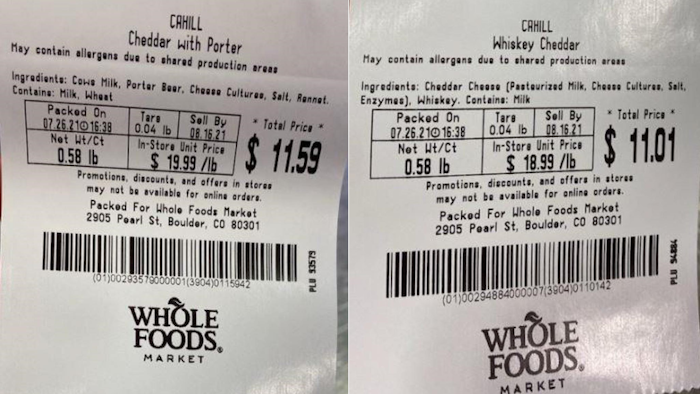 CAHILL
Cheddar with Porter
May contain allergens due to shared production areas
Ingredients: Cows Milk, Porter Beer, Cheese Cultures, Salt, Rennet.
Contains: Milk, Wheat
Packed On
07.26.21@16:38
Tare
0.04 lb
Sell By
08.16.21
* Total Price *
$ 11.59
Net Wt/Ct
0.58 lb
In-Store Unit Price
$ 19.99 /lb
Promotions, discounts, and offers in stores
may not be available for online orders.
Packed For Whole Foods Market
2905 Pearl St, Boulder, CO 80301
(01)00293579000001(3904)0115942
PLU 93579
WHOLE
FOODS®
MARKET
CAHILL
Whiskey Cheddar
May contain allergens due to shared production areas
Ingredients: Cheddar Cheese (Pasteurized Milk, Cheese Cultures, Salt,
Enzymes), Whiskey. Contains: Milk
Packed On
07.26.21@16:38
Tare
0.04 lb
Sell By
08.16.21
* Total Price *
$ 11.01
Net Wt/Ct
0.58 lb
In-Store Unit Price
$ 18.99 /lb
Promotions, discounts, and offers in stores
may not be available for online orders.
Packed For Whole Foods Market
2905 Pearl St, Boulder, CO 80301
(01)00294884000007(3904)0110142
PLU 94884
WHOLE
FOODS®
MARKET